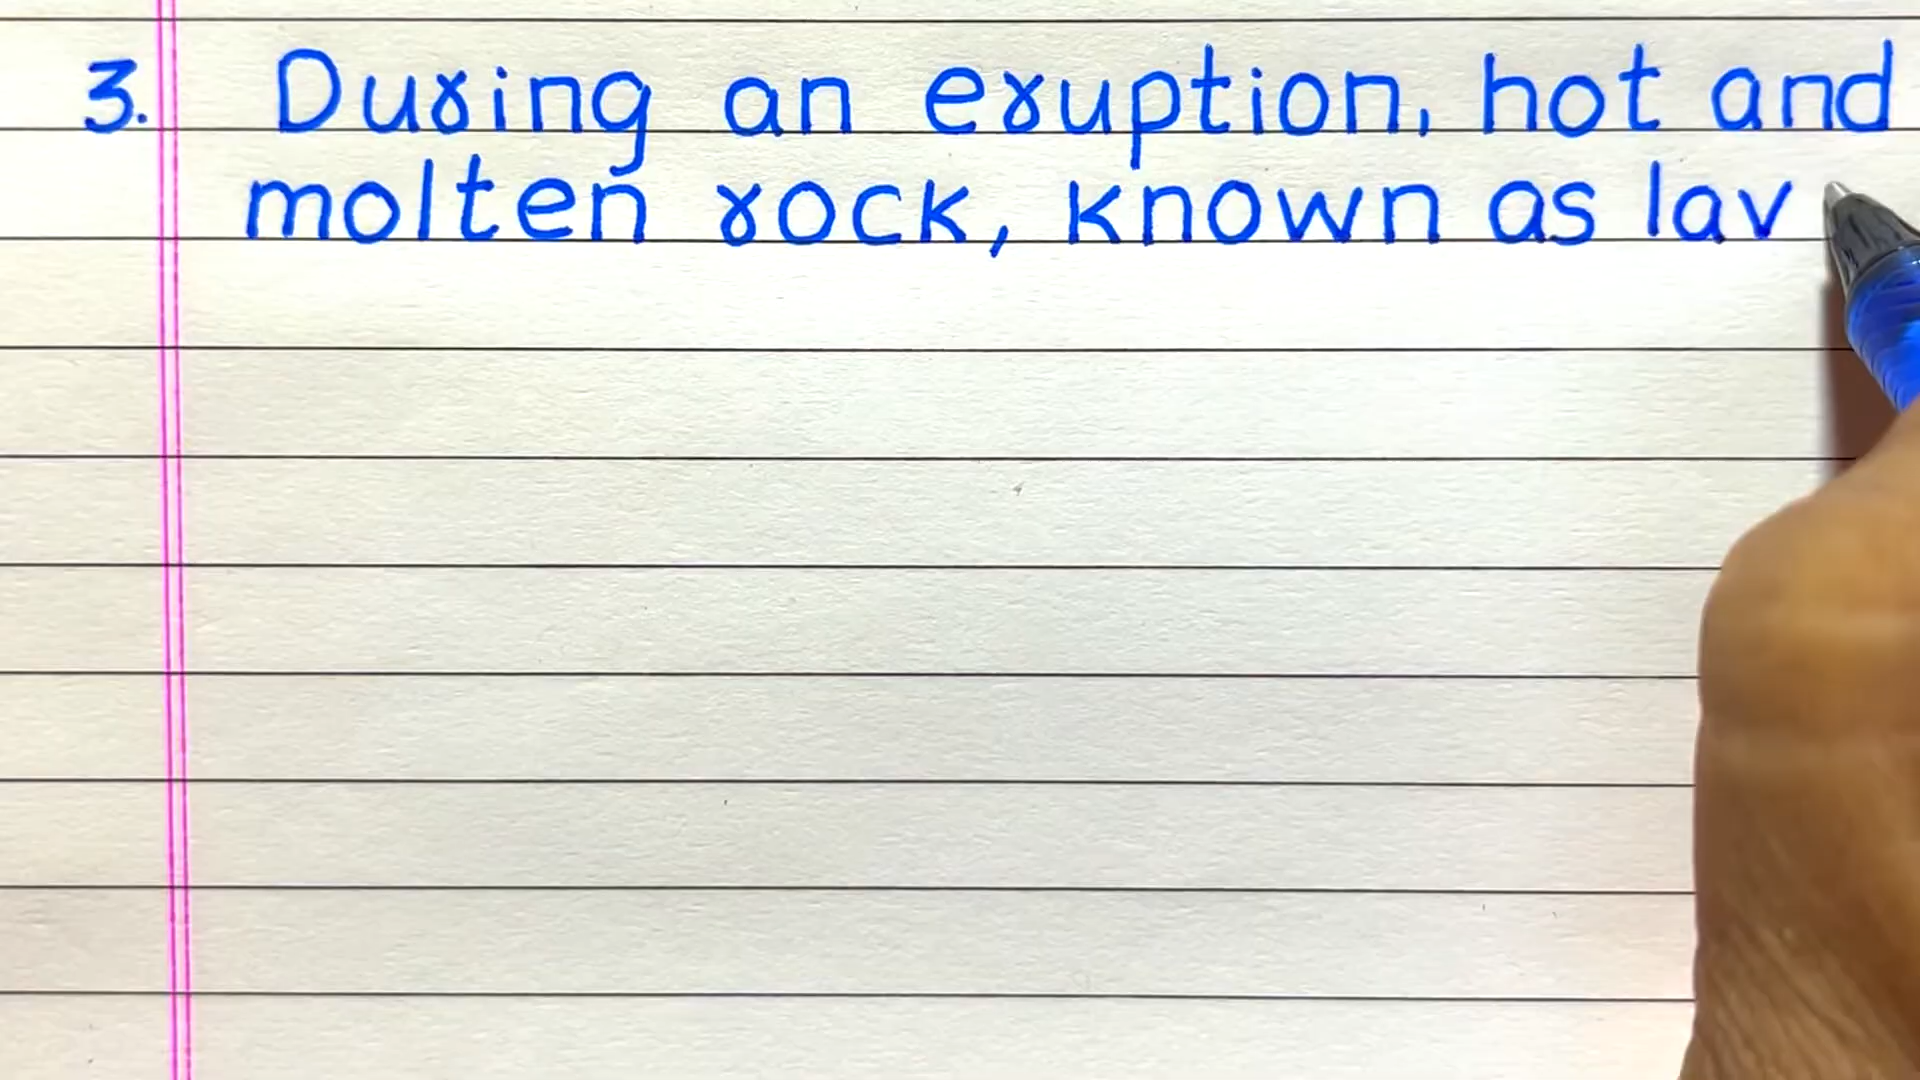 3. During an eruption, hot and
molten rock, known as lav